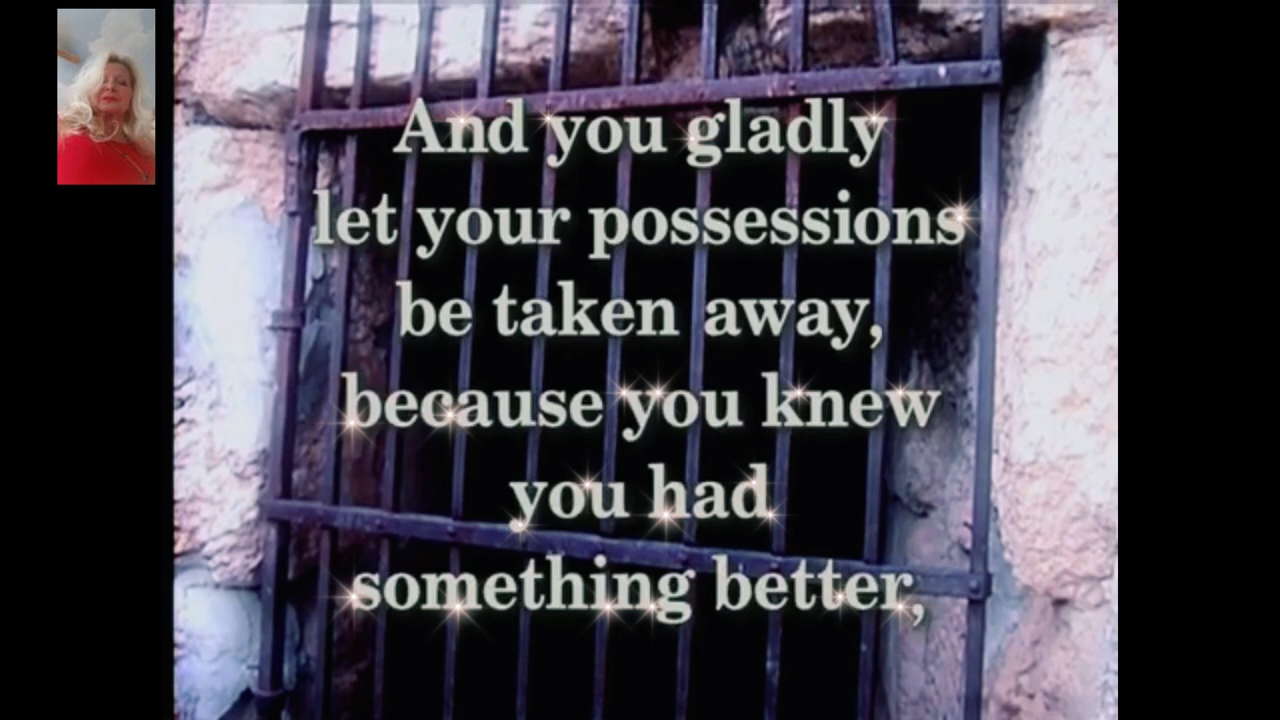 And you gladly
let your possessions
be taken away,
because you knew
you had
something better,